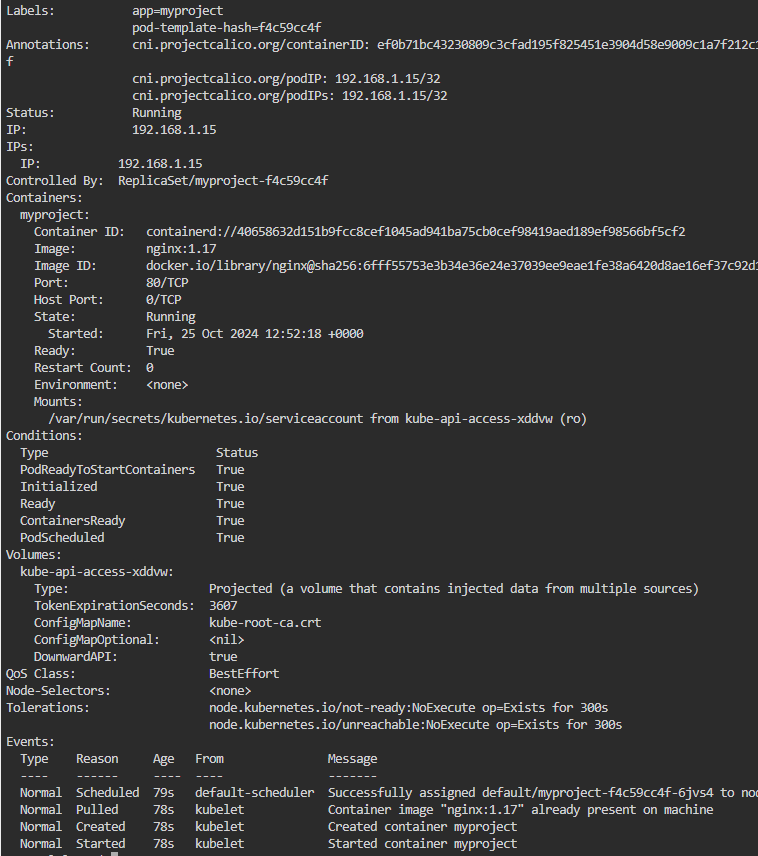 Labels:           app=myproject
                  pod-template-hash=f4c59cc4f
Annotations:      cni.projectcalico.org/containerID: ef0b71bc43230809c3cfad195f825451e3904d58e9009c1a7f212c1
f
                  cni.projectcalico.org/podIP: 192.168.1.15/32
                  cni.projectcalico.org/podIPs: 192.168.1.15/32
Status:           Running
IP:               192.168.1.15
IPs:
  IP:           192.168.1.15
Controlled By:  ReplicaSet/myproject-f4c59cc4f
Containers:
  myproject:
    Container ID:   containerd://40658632d151b9fcc8cef1045ad941ba75cb0cef98419aed189ef98566bf5cf2
    Image:          nginx:1.17
    Image ID:       docker.io/library/nginx@sha256:6fff55753e3b34e36e24e37039ee9eae1fe38a6420d8ae16ef37c92d1
    Port:           80/TCP
    Host Port:      0/TCP
    State:          Running
      Started:      Fri, 25 Oct 2024 12:52:18 +0000
    Ready:          True
    Restart Count:  0
    Environment:    <none>
    Mounts:
      /var/run/secrets/kubernetes.io/serviceaccount from kube-api-access-xddvw (ro)
Conditions:
  Type                        Status
  PodReadyToStartContainers   True
  Initialized                 True
  Ready                       True
  ContainersReady             True
  PodScheduled                True
Volumes:
  kube-api-access-xddvw:
    Type:                    Projected (a volume that contains injected data from multiple sources)
    TokenExpirationSeconds:  3607
    ConfigMapName:           kube-root-ca.crt
    ConfigMapOptional:       <nil>
    DownwardAPI:             true
QoS Class:                   BestEffort
Node-Selectors:              <none>
Tolerations:                 node.kubernetes.io/not-ready:NoExecute op=Exists for 300s
                             node.kubernetes.io/unreachable:NoExecute op=Exists for 300s
Events:
  Type    Reason     Age   From               Message
  ----    ------     ----  ----               -------
  Normal  Scheduled  79s   default-scheduler  Successfully assigned default/myproject-f4c59cc4f-6jvs4 to no
  Normal  Pulled     78s   kubelet            Container image "nginx:1.17" already present on machine
  Normal  Created    78s   kubelet            Created container myproject
  Normal  Started    78s   kubelet            Started container myproject